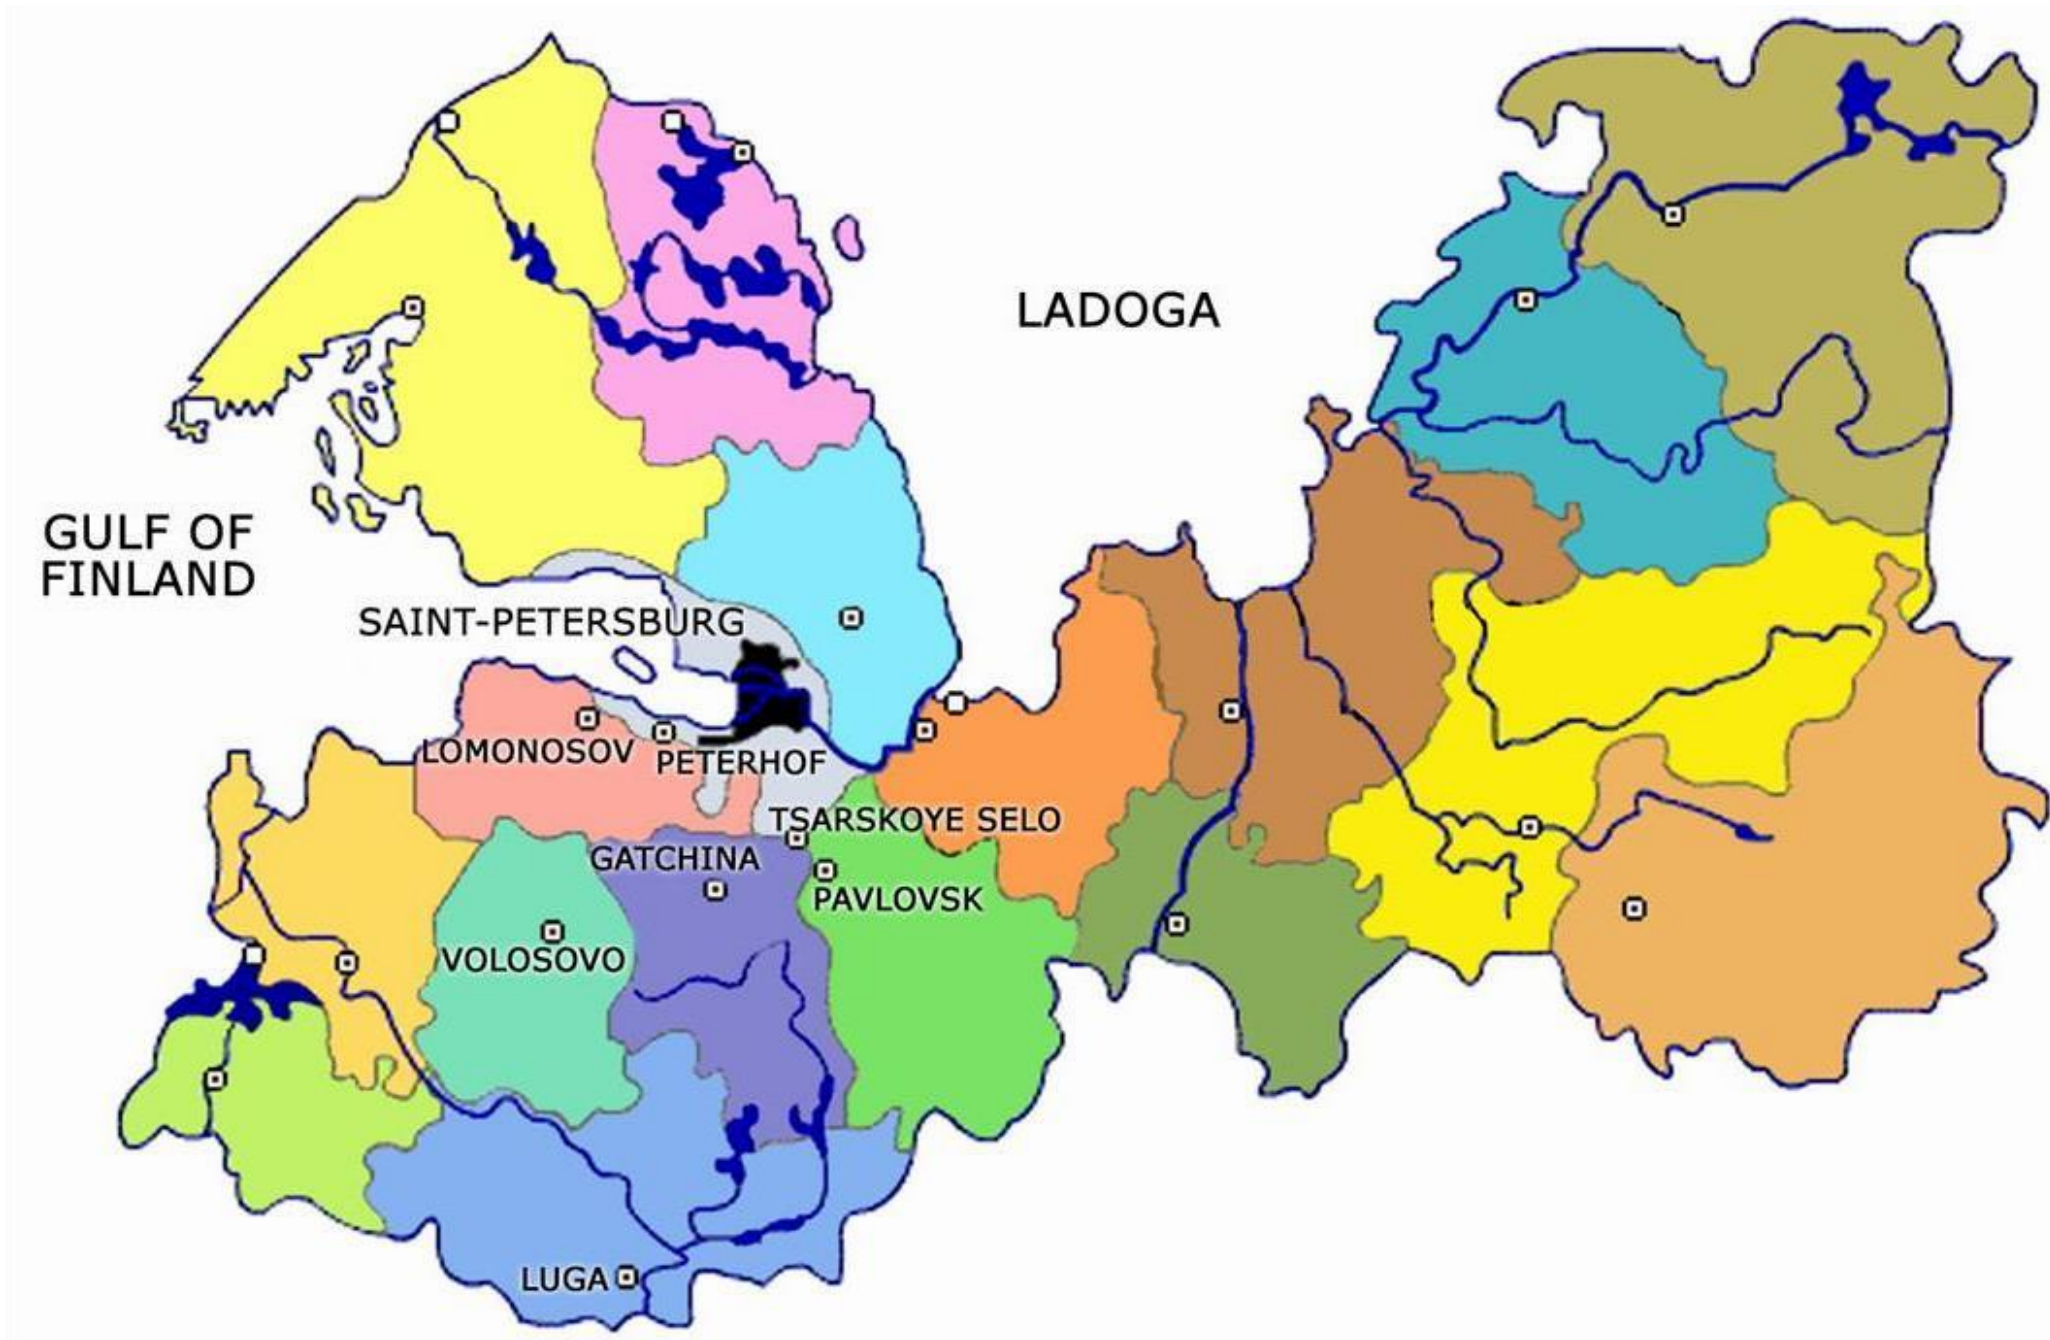 LADOGA
GULF OF
FINLAND
SAINT-PETERSBURG
LOMONOSOV
PETERHOF
TSARSKOYE SELO
GATCHINA
PAVLOVSK
VOLOSOVO
LUGA